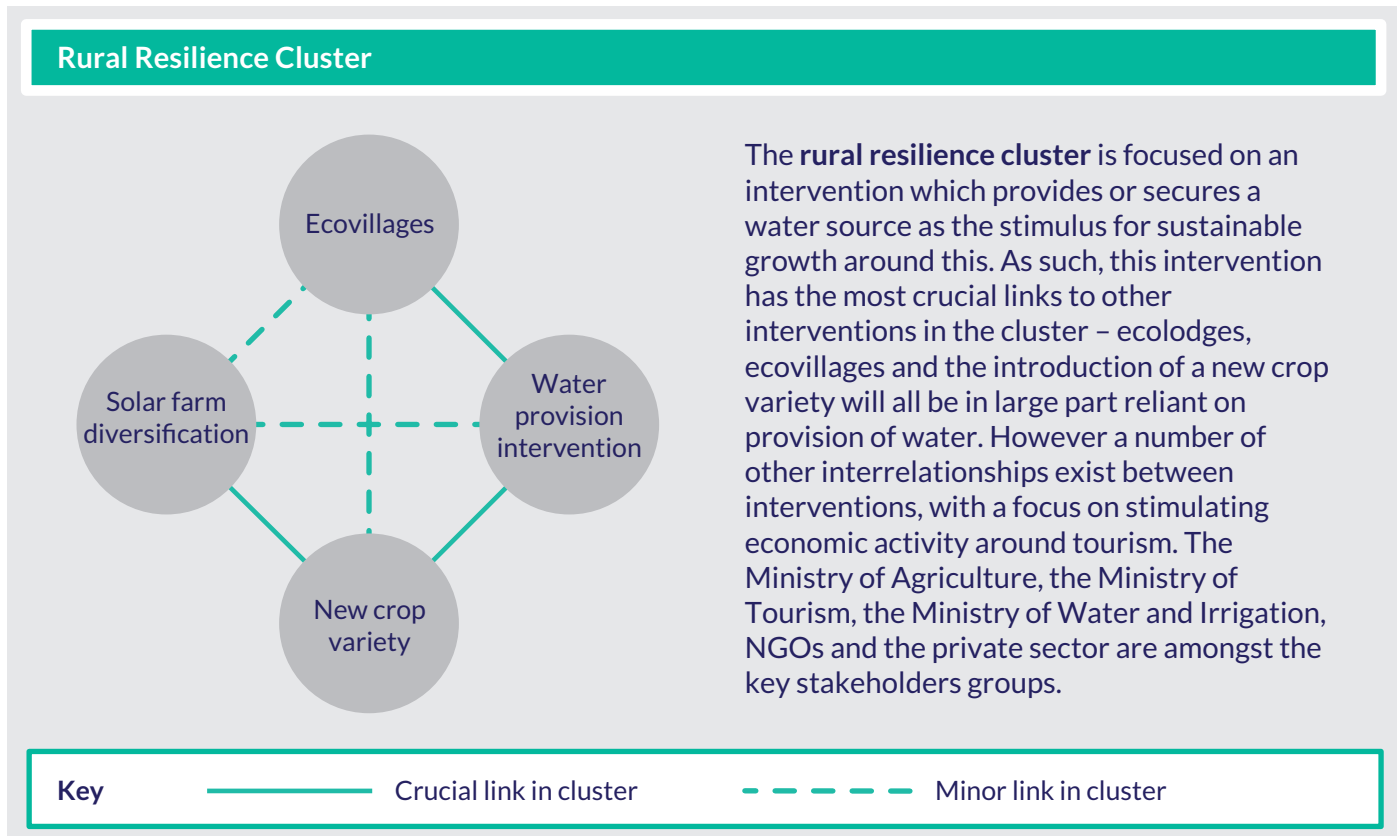 Rural Resilience Cluster
Ecovillages
Solar farm
diversification
Water
provision
intervention
New crop
variety
The rural resilience cluster is focused on an
intervention which provides or secures a
water source as the stimulus for sustainable
growth around this. As such, this intervention
has the most crucial links to other
interventions in the cluster – ecolodges,
ecovillages and the introduction of a new crop
variety will all be in large part reliant on
provision of water. However a number of
other interrelationships exist between
interventions, with a focus on stimulating
economic activity around tourism. The
Ministry of Agriculture, the Ministry of
Tourism, the Ministry of Water and Irrigation,
NGOs and the private sector are amongst the
key stakeholders groups.
Key
Crucial link in cluster
Minor link in cluster